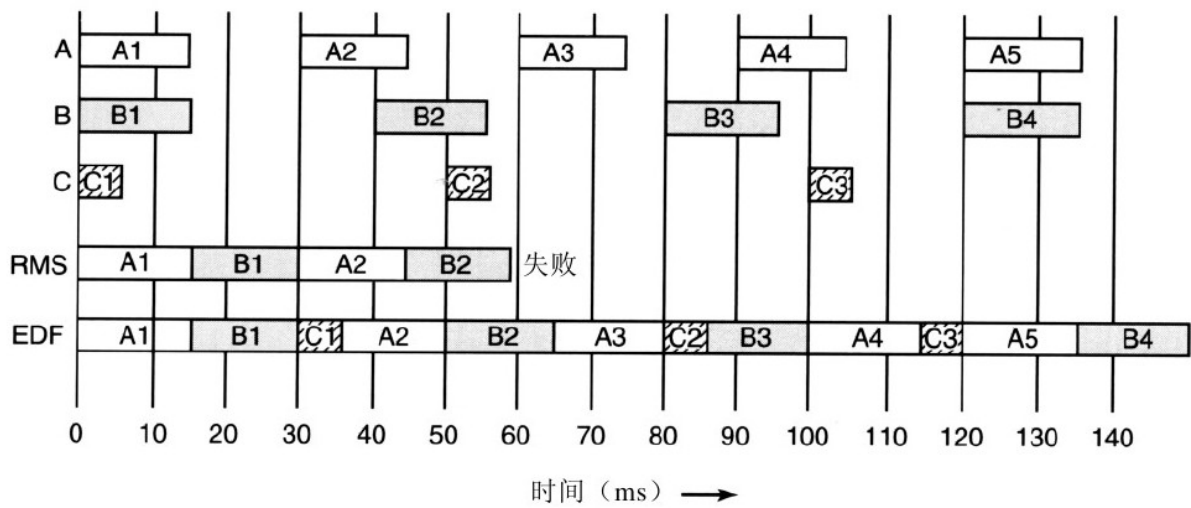 A A1 A2 A3 A4 A5
B B1 B2 B3 B4
C C1 C2 C3
RMS A1 B1 A2 B2 失败
EDF A1 B1 C1 A2 B2 A3 C2 B3 A4 C3 A5 B4
0 10 20 30 40 50 60 70 80 90 100 110 120 130 140
时间（ms）